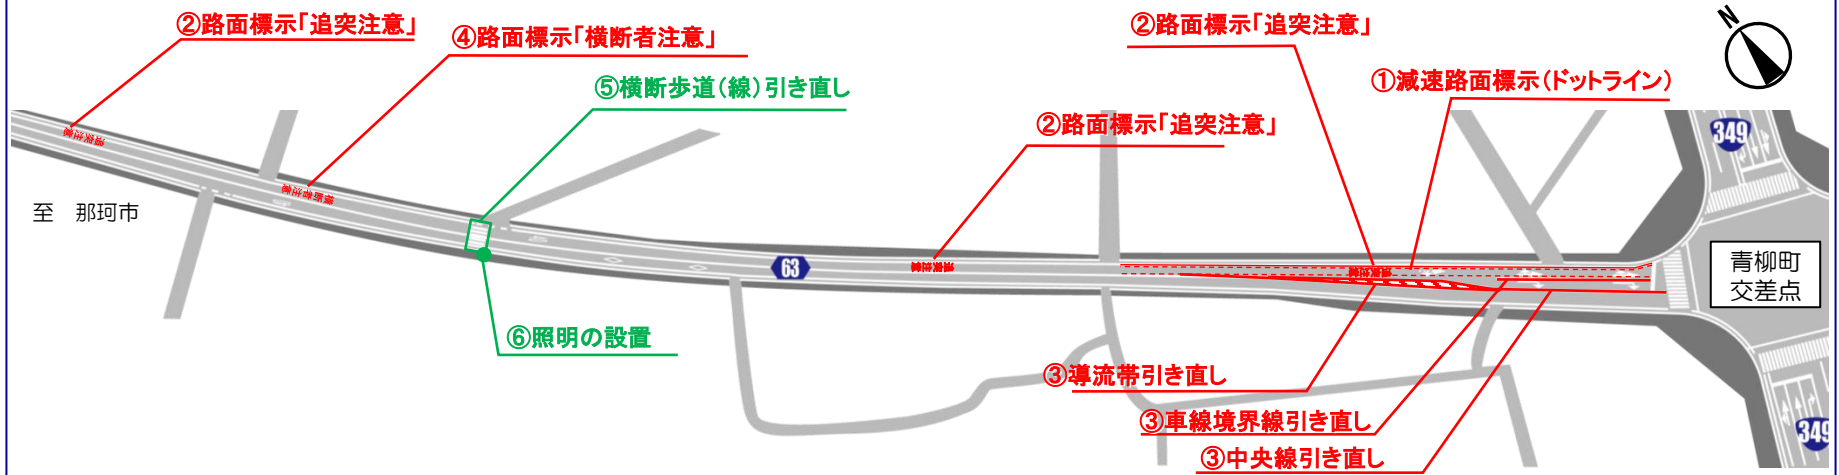 ②路面標示「追突注意」
④路面標示「横断者注意」
②路面標示「追突注意」
N
⑤横断歩道(線)引き直し
①減速路面標示(ドットライン)
②路面標示「追突注意」
349
至 那珂市
63
青柳町
交差点
⑥照明の設置
③導流帯引き直し
③車線境界線引き直し
③中央線引き直し
349